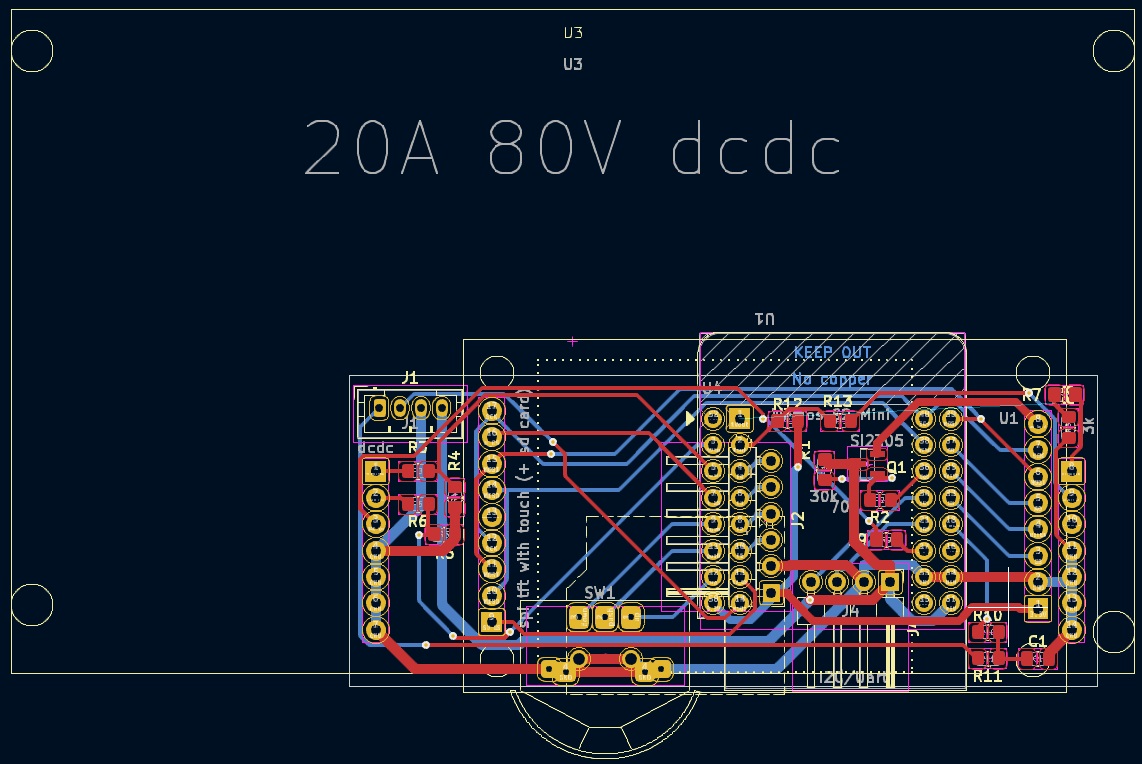 U3
U3
20A 80V dcdc
U1
KEEP OUT
No copper
J1
U4
R12
R13
Mini
R7
U1
3k
J1
dcdc
R4
SI2305
Q1
R1
30k
70
R2
R6
J2
spi tft with touch (+ sd card)
SW1
J4
R10
C1
R11
I2C/Uart